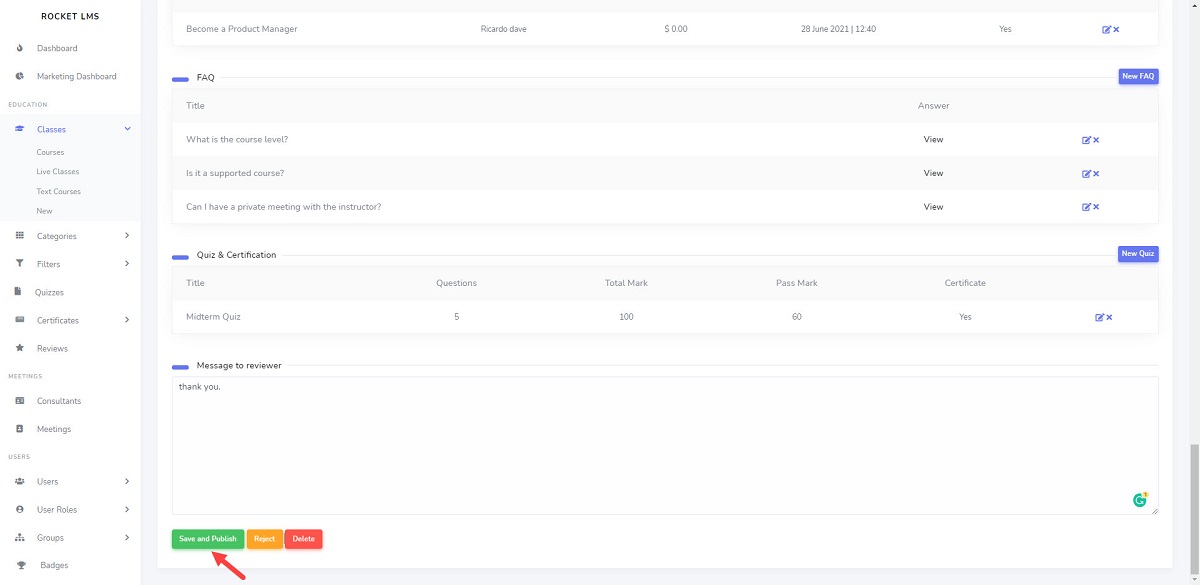 ROCKET LMS
Dashboard
Marketing Dashboard
EDUCATION
Classes
Courses
Live Classes
Text Courses
New
Categories
Filters
Quizzes
Certificates
Reviews
MEETINGS
Consultants
Meetings
USERS
Users
User Roles
Groups
Badges
Become a Product Manager Ricardo dave $ 0.00 28 June 2021 | 12:40 Yes
FAQ New FAQ
Title Answer
What is the course level? View
Is it a supported course? View
Can I have a private meeting with the instructor? View
Quiz & Certification New Quiz
Title Questions Total Mark Pass Mark Certificate
Midterm Quiz 5 100 60 Yes
Message to reviewer
thank you.
Save and Publish Reject Delete